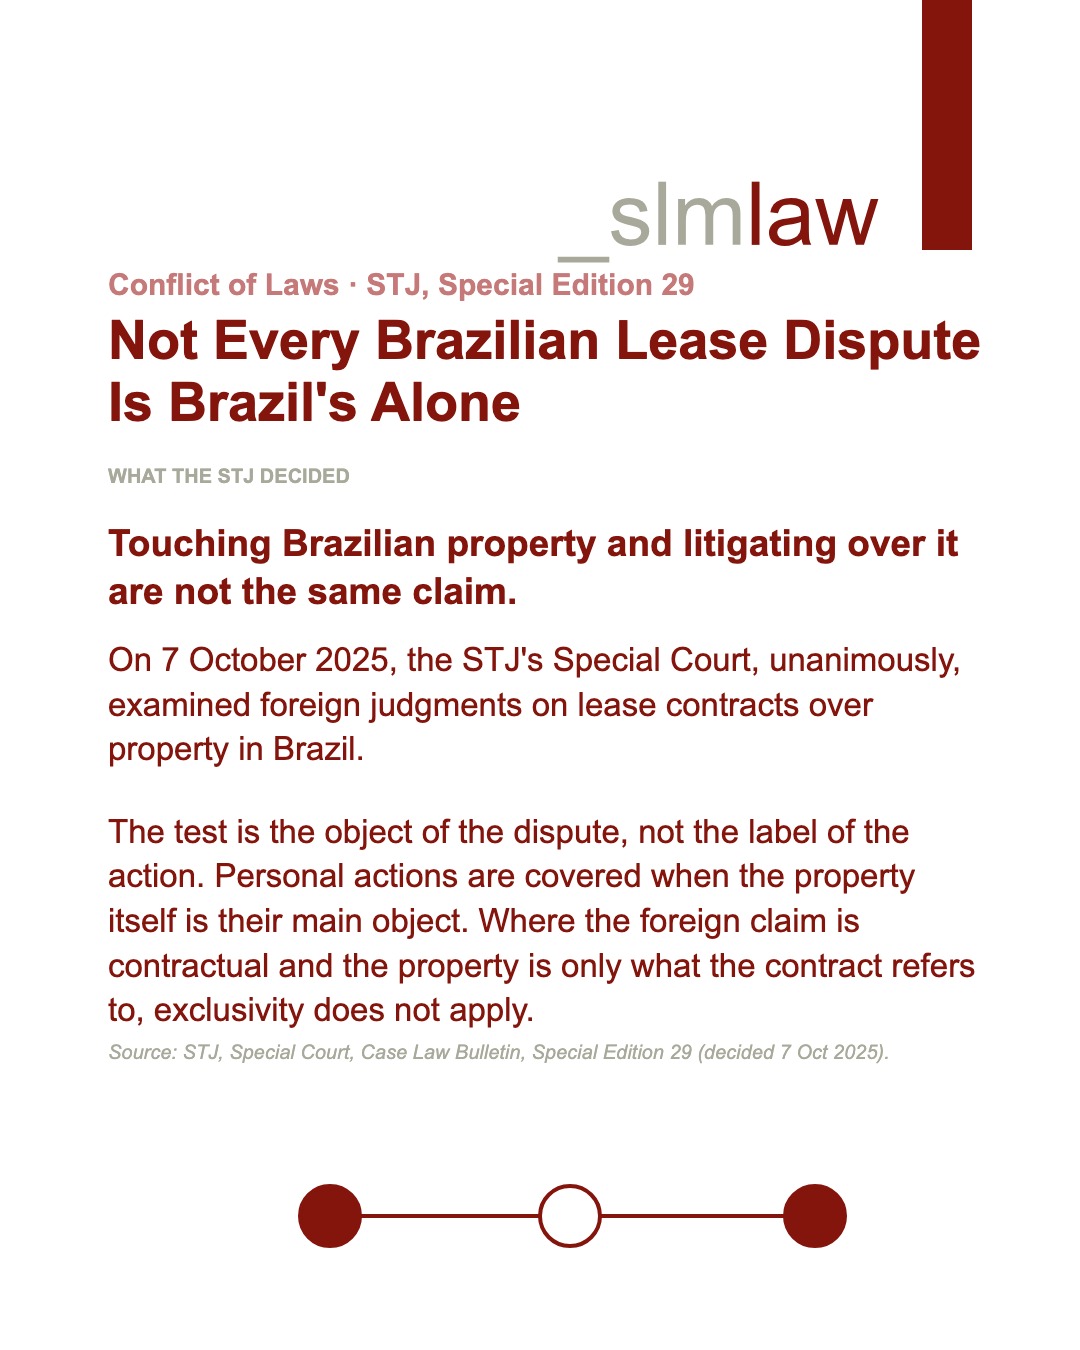 _slmlaw
Conflict of Laws · STJ, Special Edition 29
Not Every Brazilian Lease Dispute
Is Brazil's Alone
WHAT THE STJ DECIDED
Touching Brazilian property and litigating over it
are not the same claim.
On 7 October 2025, the STJ's Special Court, unanimously,
examined foreign judgments on lease contracts over
property in Brazil.
The test is the object of the dispute, not the label of the
action. Personal actions are covered when the property
itself is their main object. Where the foreign claim is
contractual and the property is only what the contract refers
to, exclusivity does not apply.
Source: STJ, Special Court, Case Law Bulletin, Special Edition 29 (decided 7 Oct 2025).